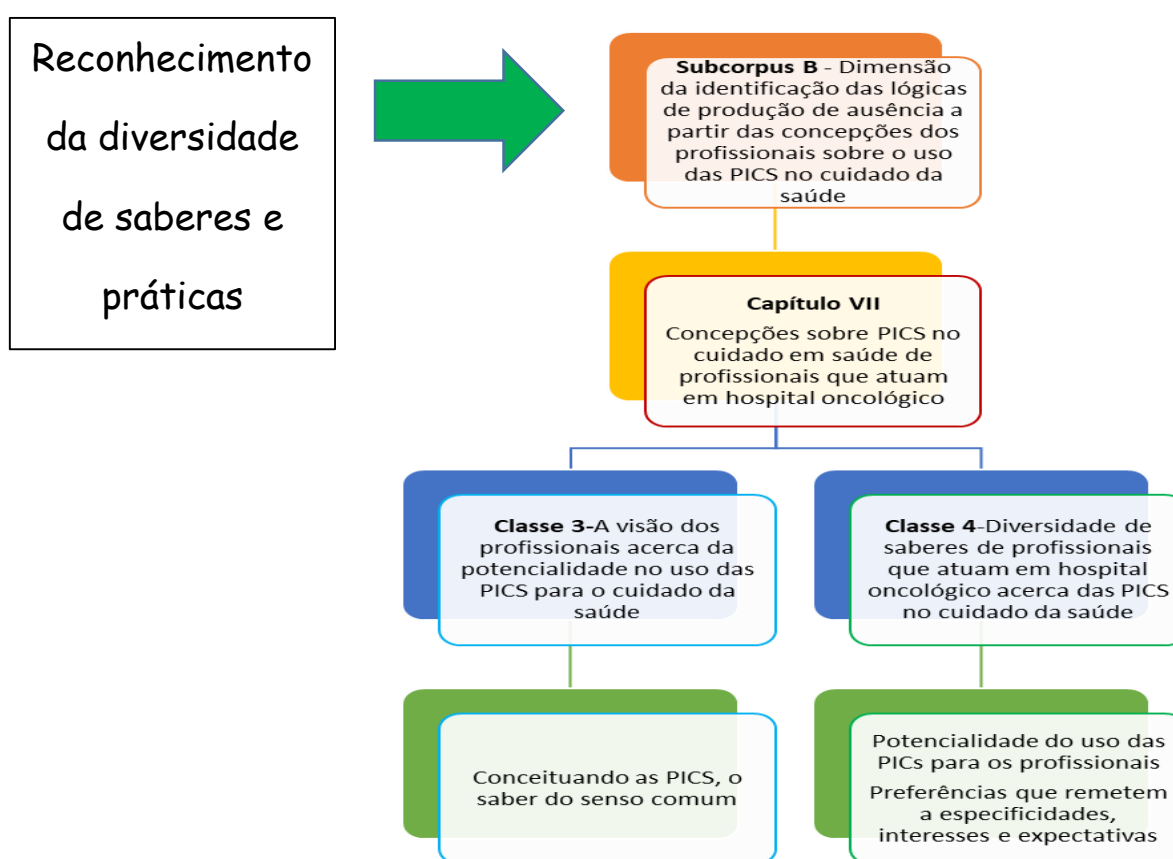 Reconhecimento
da diversidade
de saberes e
práticas
Subcorpus B - Dimensão
da identificação das lógicas
de produção de ausência a
partir das concepções dos
profissionais sobre o uso
das PICS no cuidado da
saúde
Capítulo VII
Concepções sobre PICS no
cuidado em saúde de
profissionais que atuam
em hospital oncológico
Classe 3-A visão dos
profissionais acerca da
potencialidade no uso das
PICS para o cuidado da
saúde
Classe 4-Diversidade de
saberes de profissionais
que atuam em hospital
oncológico acerca das PICS
no cuidado da saúde
Conceituando as PICS, o
saber do senso comum
Potencialidade do uso das
PICs para os profissionais
Preferências que remetem
a especificidades,
interesses e expectativas